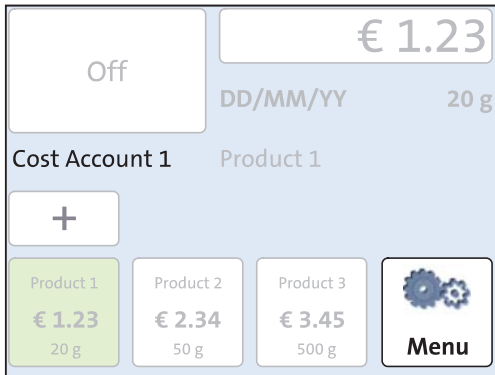 Off
€ 1.23
DD/MM/YY 20 g
Cost Account 1 Product 1
+
Product 1 Product 2 Product 3
€ 1.23 € 2.34 € 3.45
20 g 50 g 500 g
Menu